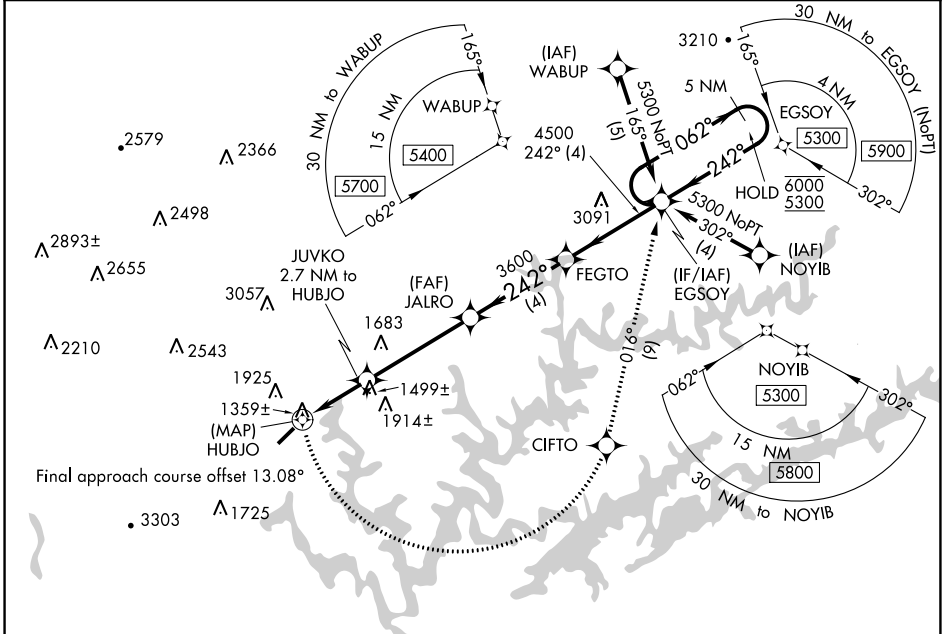 30 NM to WABUP
165°
15 NM
WABUP
5400
5700
062°
(IAF)
WABUP
5300 NoPT
165°
(5)
3210
30 NM to EGSOY (NoPT)
165°
4 NM
EGSOY
5300
5900
302°
5 NM
062°
242°
HOLD
6000
5300
4500
242° (4)
2579
2366
2498
2893±
2655
3091
5300 NoPT
302°
(4)
(IAF)
NOYIB
(IF/IAF)
EGSOY
FEGTO
3600
242°
(4)
(FAF)
JALRO
JUVKO
2.7 NM to
HUBJO
3057
2210
2543
1683
016°
(9)
NOYIB
5300
062°
302°
15 NM
5800
30 NM to NOYIB
1925
1499±
1359±
1914±
(MAP)
HUBJO
CIFTO
Final approach course offset 13.08°
1725
3303